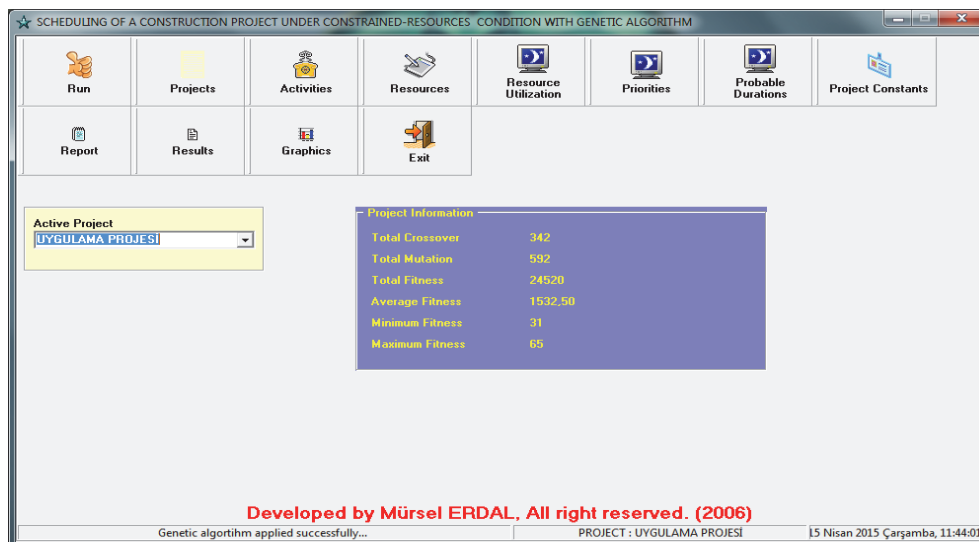 SCHEDULING OF A CONSTRUCTION PROJECT UNDER CONSTRAINED-RESOURCES CONDITION WITH GENETIC ALGORITHM
Run
Projects
Activities
Resources
Resource Utilization
Priorities
Probable Durations
Project Constants
Report
Results
Graphics
Exit
Active Project
UYGULAMA PROJESİ
Project Information
Total Crossover 342
Total Mutation 592
Total Fitness 24520
Average Fitness 1532,50
Minimum Fitness 31
Maximum Fitness 65
Developed by Mürsel ERDAL, All right reserved. (2006)
Genetic algortihm applied successfully...
PROJECT : UYGULAMA PROJESİ
15 Nisan 2015 Çarşamba, 11:44:01